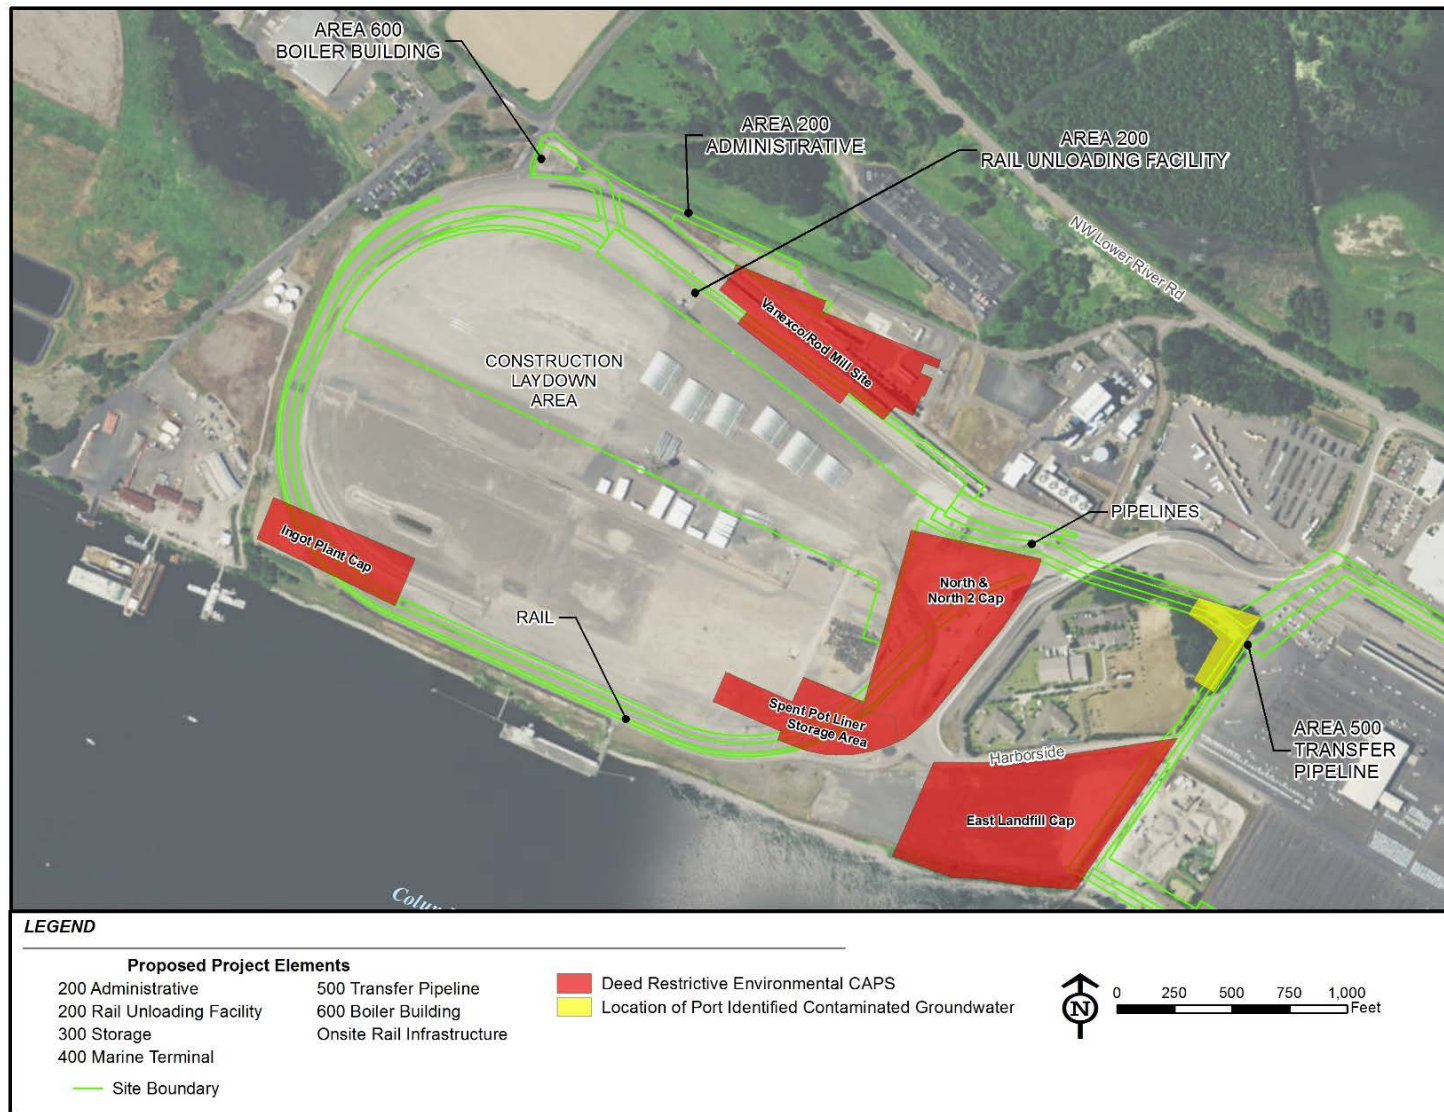 AREA 600
BOILER BUILDING
AREA 200
ADMINISTRATIVE
AREA 200
RAIL UNLOADING FACILITY
NW Lower River Rd
Vanexco/Rod Mill Site
CONSTRUCTION
LAYDOWN
AREA
PIPELINES
Ingot Plant Cap
North &
North 2 Cap
RAIL
Spent Pot Liner
Storage Area
AREA 500
TRANSFER
PIPELINE
Harborside
East Landfill Cap
LEGEND
Proposed Project Elements
200 Administrative
200 Rail Unloading Facility
300 Storage
400 Marine Terminal
500 Transfer Pipeline
600 Boiler Building
Onsite Rail Infrastructure
Site Boundary
Deed Restrictive Environmental CAPS
Location of Port Identified Contaminated Groundwater
N
0 250 500 750 1,000
Feet